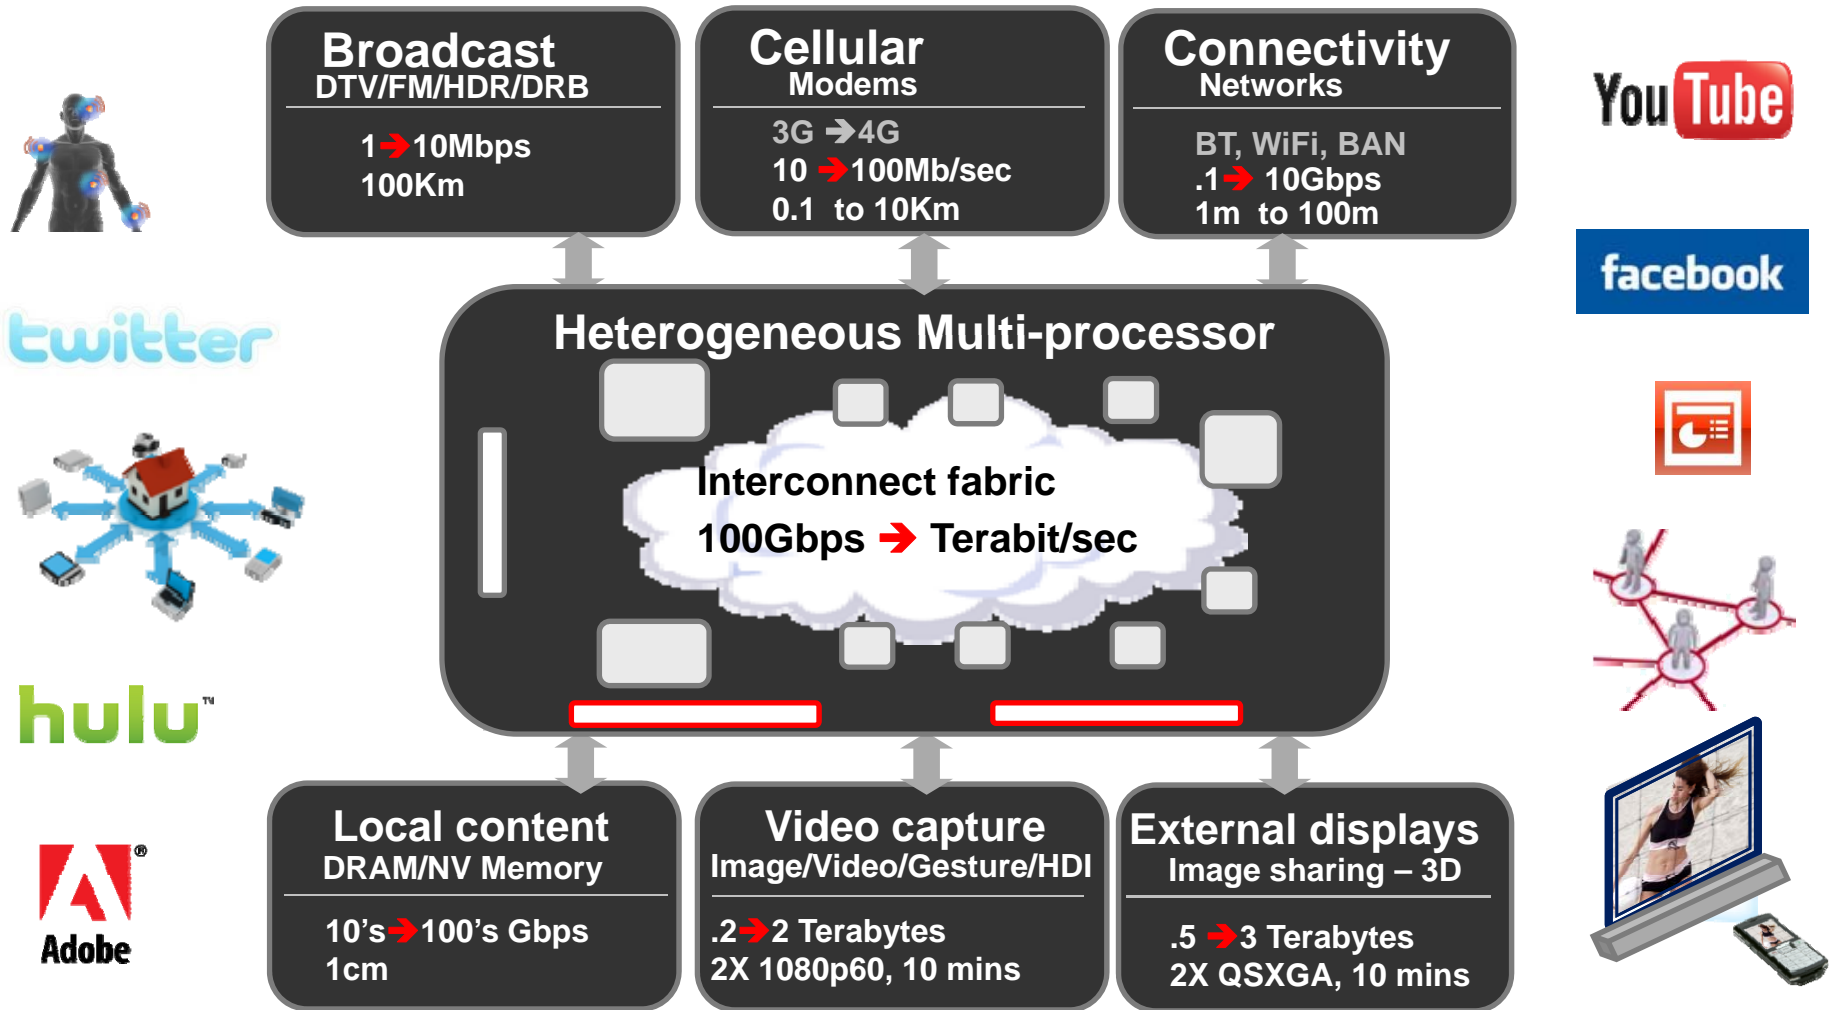 Broadcast
DTV/FM/HDR/DRB
1➔10Mbps
100Km
Cellular
Modems
3G ➔4G
10 ➔100Mb/sec
0.1 to 10Km
Connectivity
Networks
BT, WiFi, BAN
.1➔ 10Gbps
1m to 100m
YouTube
facebook
twitter
Heterogeneous Multi-processor
Interconnect fabric
100Gbps ➔ Terabit/sec
hulu™
Adobe®
Local content
DRAM/NV Memory
10’s➔100’s Gbps
1cm
Video capture
Image/Video/Gesture/HDI
.2➔2 Terabytes
2X 1080p60, 10 mins
External displays
Image sharing – 3D
.5 ➔3 Terabytes
2X QSXGA, 10 mins